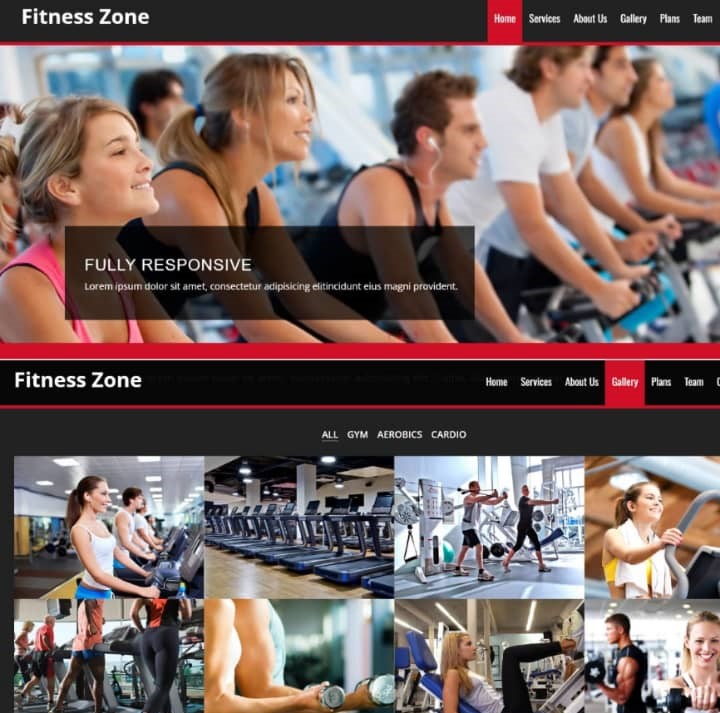 Fitness Zone
Home Services About Us Gallery Plans Team
FULLY RESPONSIVE
Lorem ipsum dolor sit amet, consectetur adipisicing elitincidunt eius magni provident.
Fitness Zone
Home Services About Us Gallery Plans Team
ALL GYM AEROBICS CARDIO